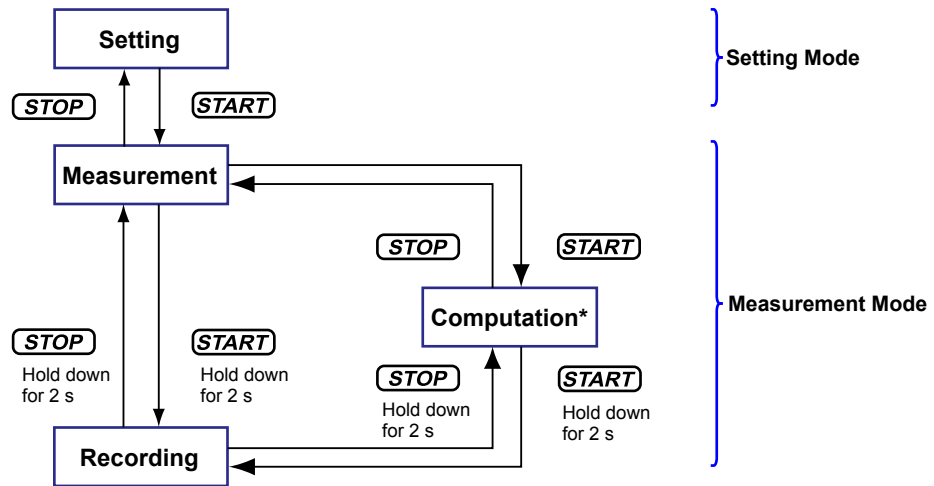 Setting
Setting Mode
STOP
START
Measurement
STOP
START
Computation*
Measurement Mode
STOP
Hold down
for 2 s
START
Hold down
for 2 s
STOP
Hold down
for 2 s
START
Hold down
for 2 s
Recording